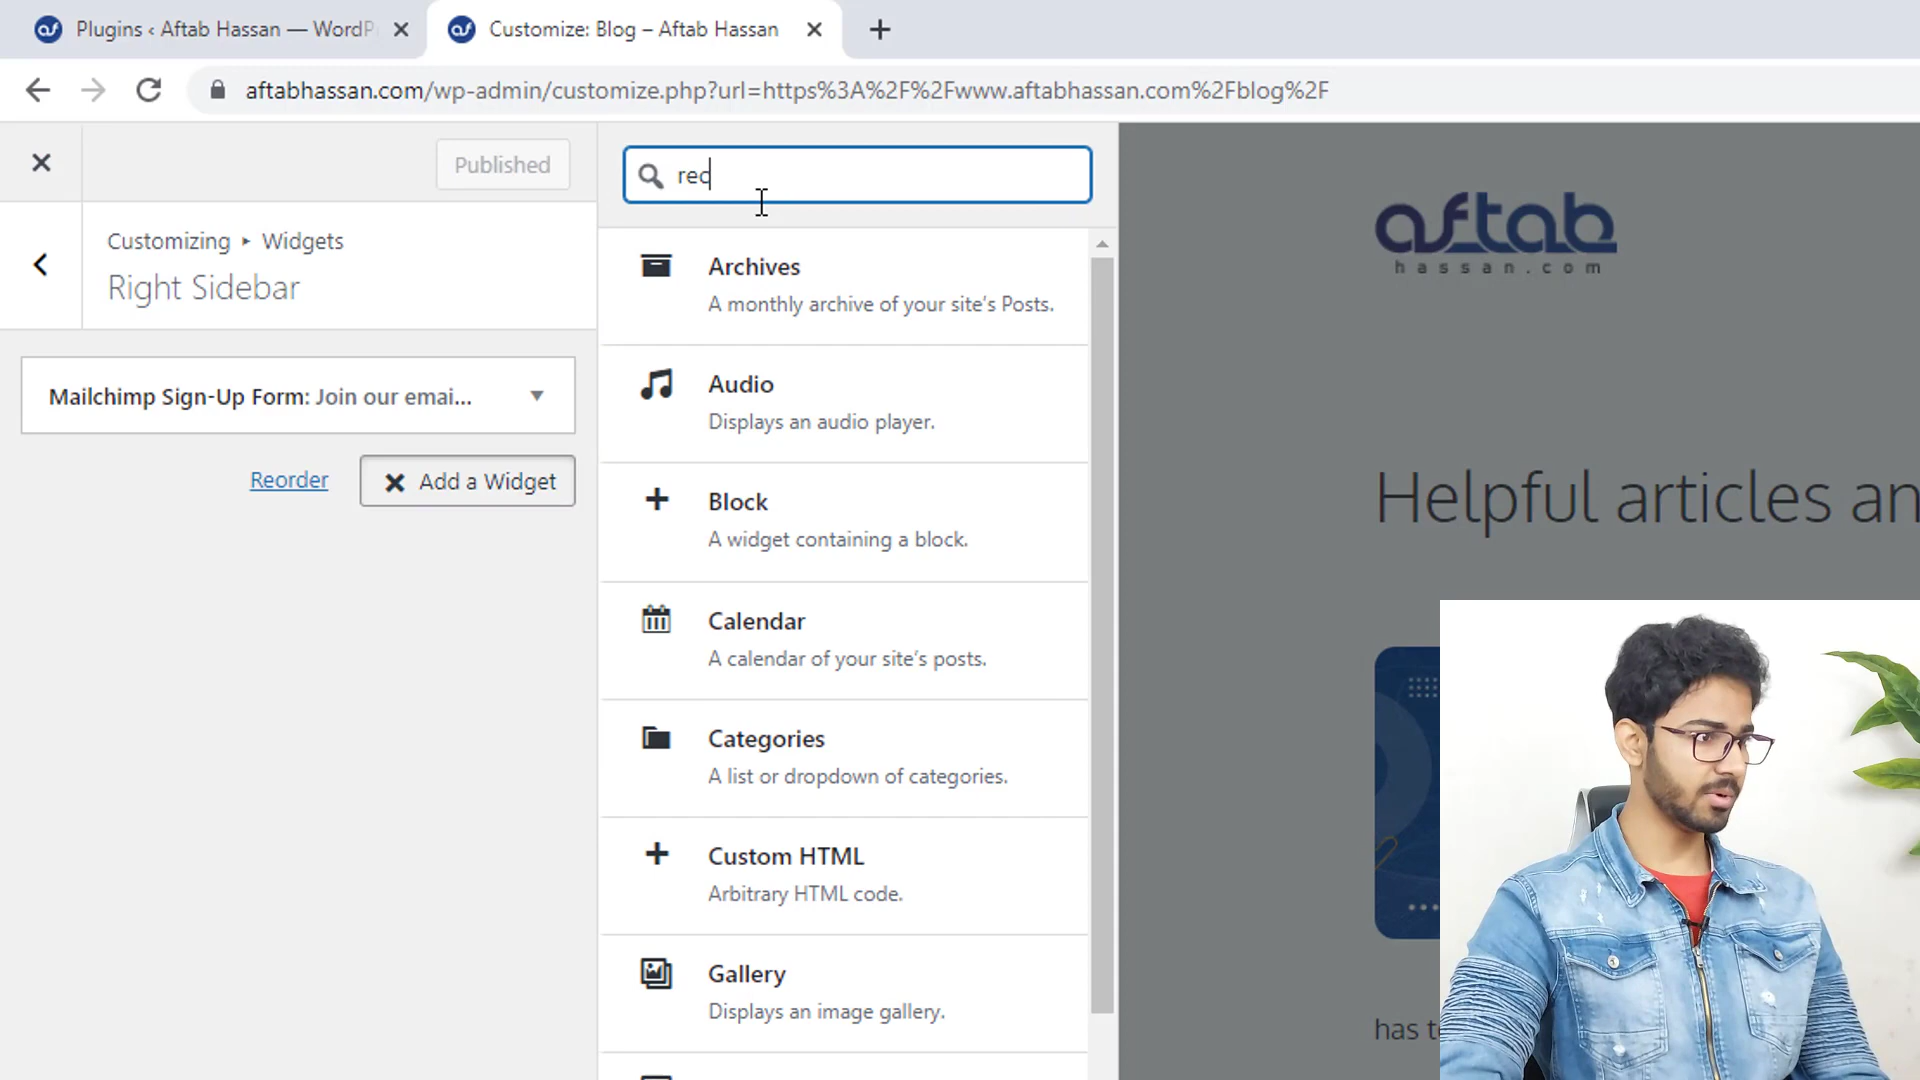 Plugins ‹ Aftab Hassan — WordP
Customize: Blog – Aftab Hassan
aftabhassan.com/wp-admin/customize.php?url=https%3A%2F%2Fwww.aftabhassan.com%2Fblog%2F
Published
rec
Customizing ▸ Widgets
Right Sidebar
Mailchimp Sign-Up Form: Join our emai...
Reorder
Add a Widget
Archives
A monthly archive of your site's Posts.
Audio
Displays an audio player.
Block
A widget containing a block.
Calendar
A calendar of your site's posts.
Categories
A list or dropdown of categories.
Custom HTML
Arbitrary HTML code.
Gallery
Displays an image gallery.
aftab
hassan.com
Helpful articles an
has t